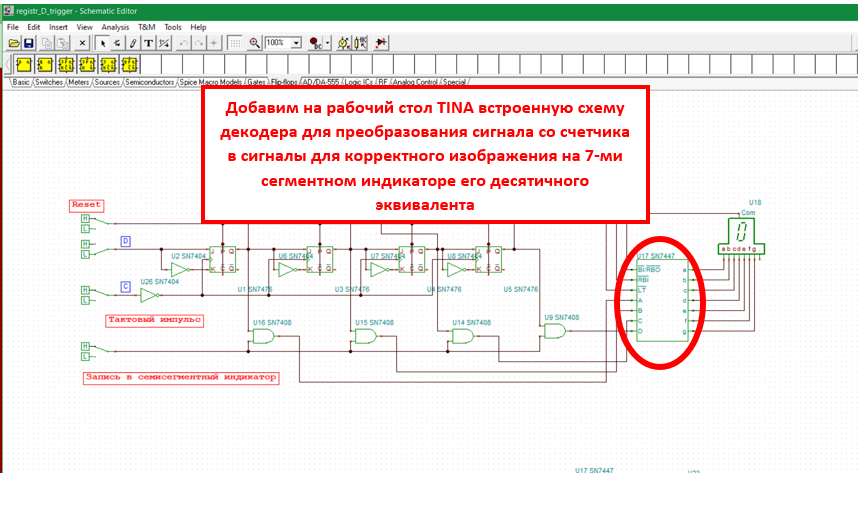 registr_D_trigger - Schematic Editor
File Edit Insert View Analysis T&M Tools Help
100%
Basic Switches Meters Sources Semiconductors Spice Macro Models Gates Flip-flops AD/DA-555 Logic ICs RF Analog Control Special
Добавим на рабочий стол TINA встроенную схему
декодера для преобразования сигнала со счетчика
в сигналы для корректного изображения на 7-ми
сегментном индикаторе его десятичного
эквивалента
Reset
H
L
U18
Com
a b c d e f g .
D
H
L
U2 SN7404
U6 SN7404
U7 SN7404
U8 SN7404
U17 SN7447
BI/RBO a
RBI b
LT c
A d
B e
C f
D g
C
H
L
U26 SN7404
U1 SN7476
U3 SN7476
U4 SN7476
U5 SN7476
Тактовый импульс
U16 SN7408
U15 SN7408
U14 SN7408
U9 SN7408
H
L
Запись в семисегментный индикатор
U17 SN7447